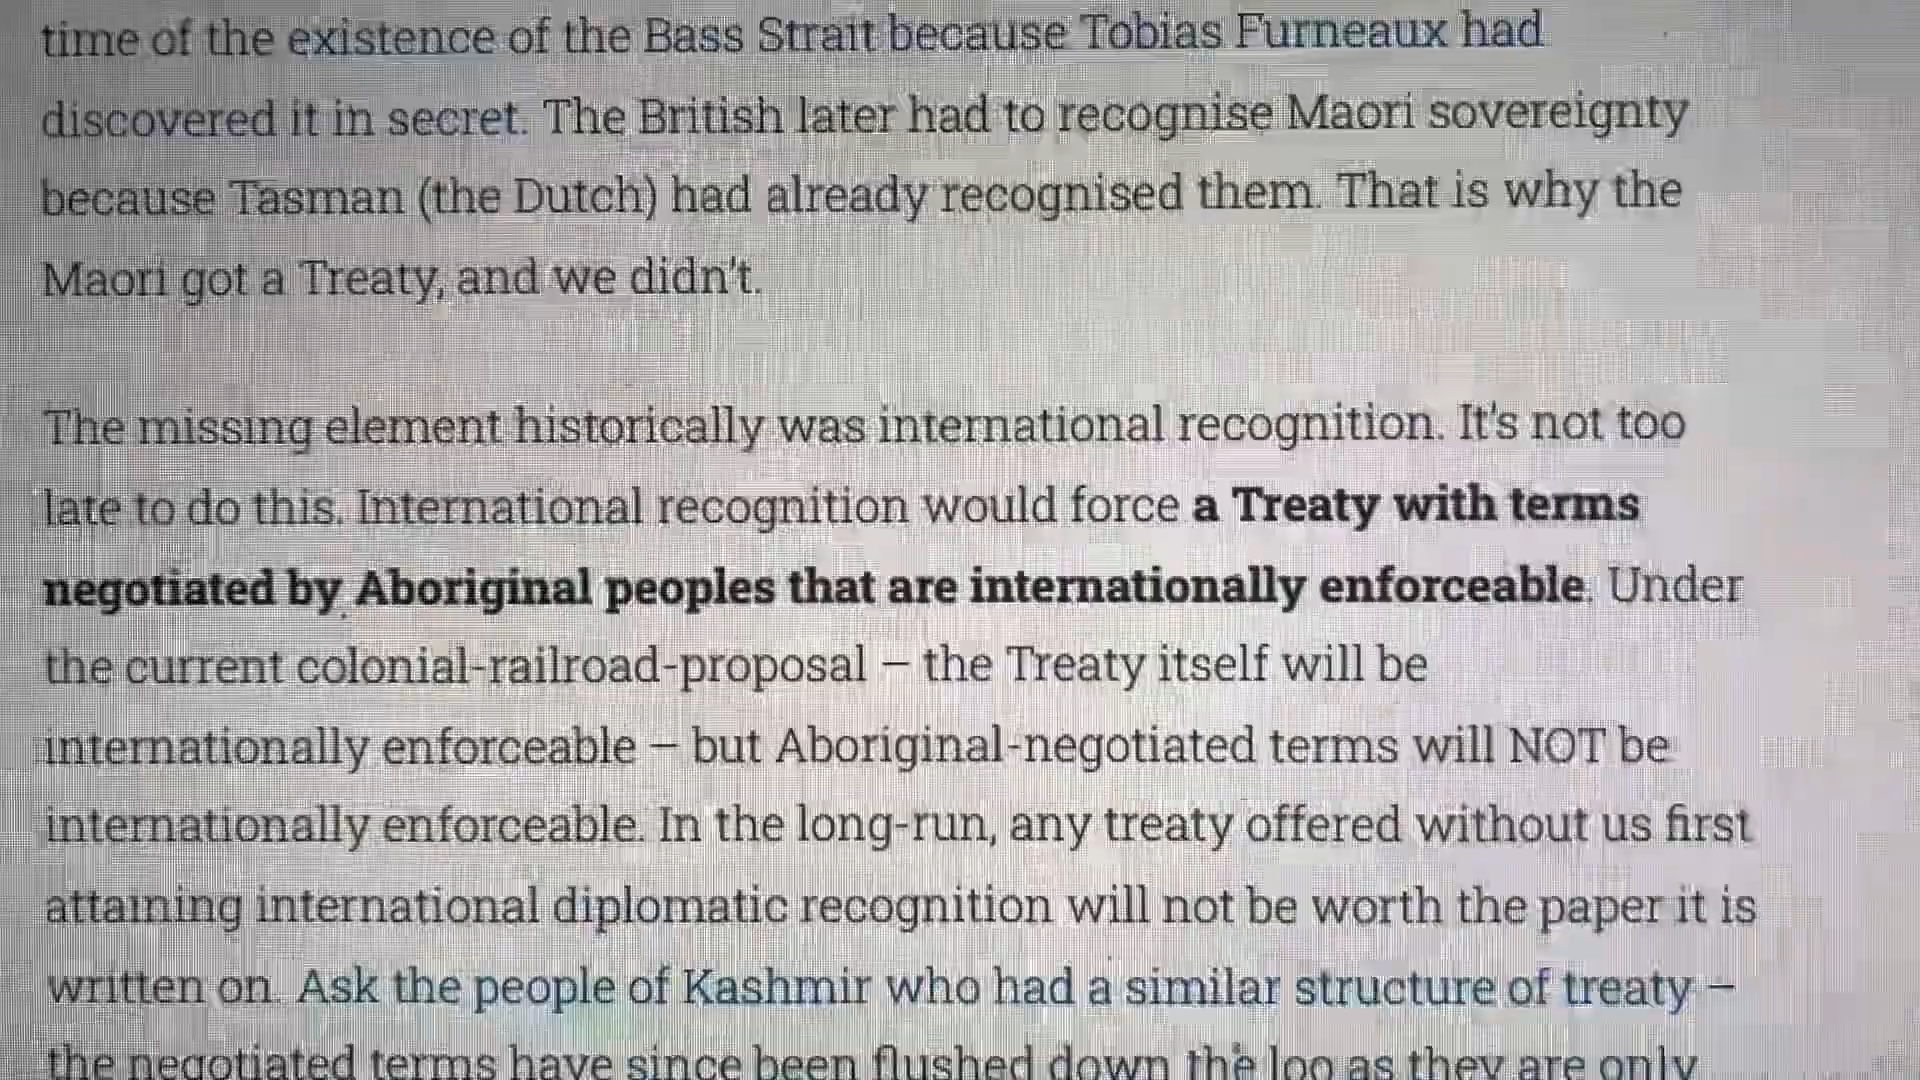 time of the existence of the Bass Strait because Tobias Furneaux had
discovered it in secret. The British later had to recognise Maori sovereignty
because Tasman (the Dutch) had already recognised them. That is why the
Maori got a Treaty, and we didn't.
The missing element historically was international recognition. It's not too
late to do this. International recognition would force a Treaty with terms
negotiated by Aboriginal peoples that are internationally enforceable. Under
the current colonial-railroad-proposal – the Treaty itself will be
internationally enforceable – but Aboriginal-negotiated terms will NOT be
internationally enforceable. In the long-run, any treaty offered without us first
attaining international diplomatic recognition will not be worth the paper it is
written on. Ask the people of Kashmir who had a similar structure of treaty –
the negotiated terms have since been flushed down the loo as they are only